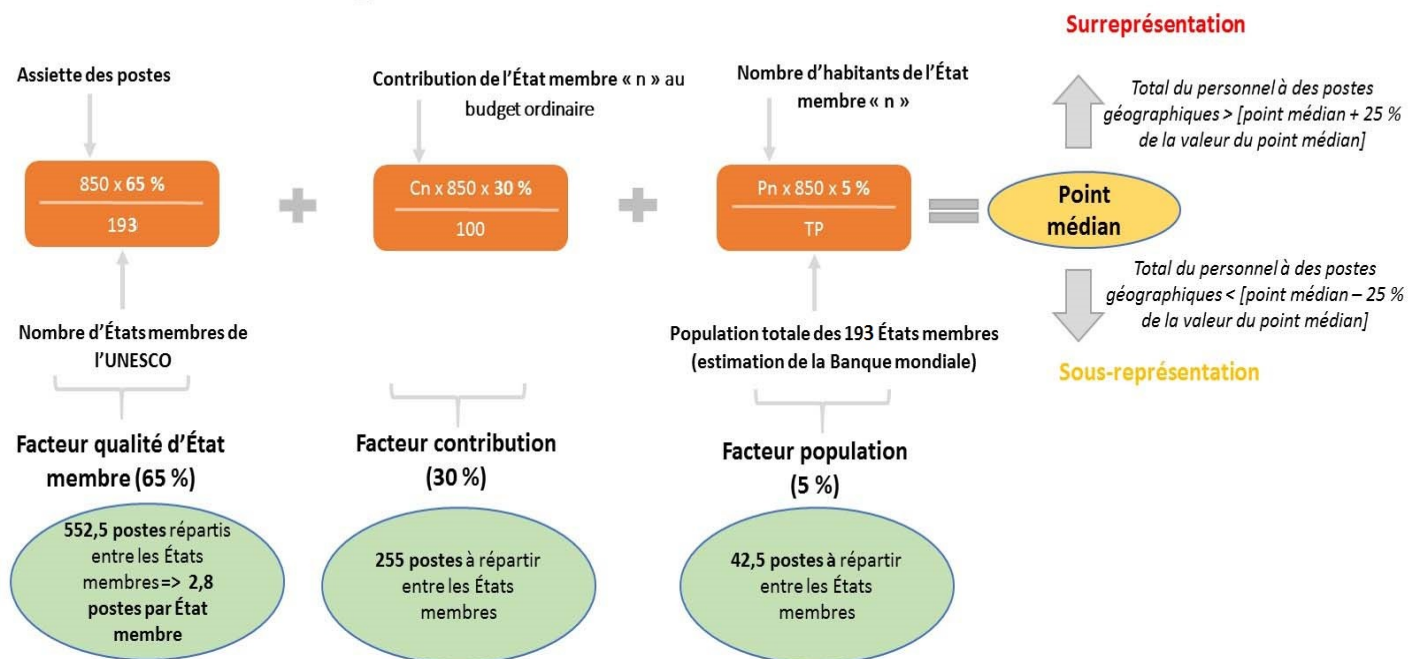 Surreprésentation
Assiette des postes
Contribution de l'État membre « n » au
budget ordinaire
Nombre d'habitants de l'État
membre « n »
Total du personnel à des postes
géographiques > [point médian + 25 %
de la valeur du point médian]
850 x 65 %
193
Cn x 850 x 30 %
100
Pn x 850 x 5 %
TP
Point
médian
Total du personnel à des postes
géographiques < [point médian – 25 %
de la valeur du point médian]
Sous-représentation
Nombre d'États membres de
l'UNESCO
Population totale des 193 États membres
(estimation de la Banque mondiale)
Facteur qualité d'État
membre (65 %)
Facteur contribution
(30 %)
Facteur population
(5 %)
552,5 postes répartis
entre les États
membres => 2,8
postes par État
membre
255 postes à répartir
entre les États
membres
42,5 postes à répartir
entre les États
membres